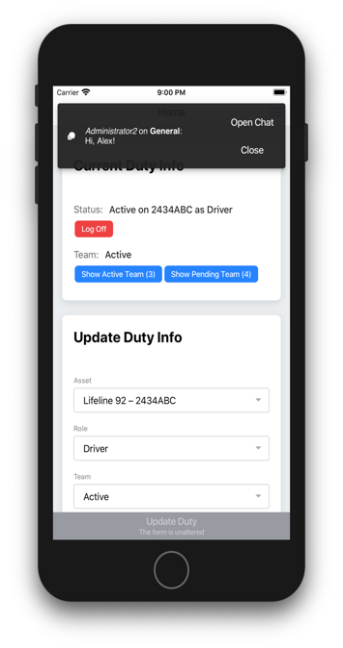 Carrier 9:00 PM
Home
Administrator2 on General:
Hi, Alex!
Open Chat
Close
Current Duty Info
Status: Active on 2434ABC as Driver
Log Off
Team: Active
Show Active Team (3) Show Pending Team (4)
Update Duty Info
Asset
Lifeline 92 – 2434ABC
Role
Driver
Team
Active
Update Duty
The form is unaltered